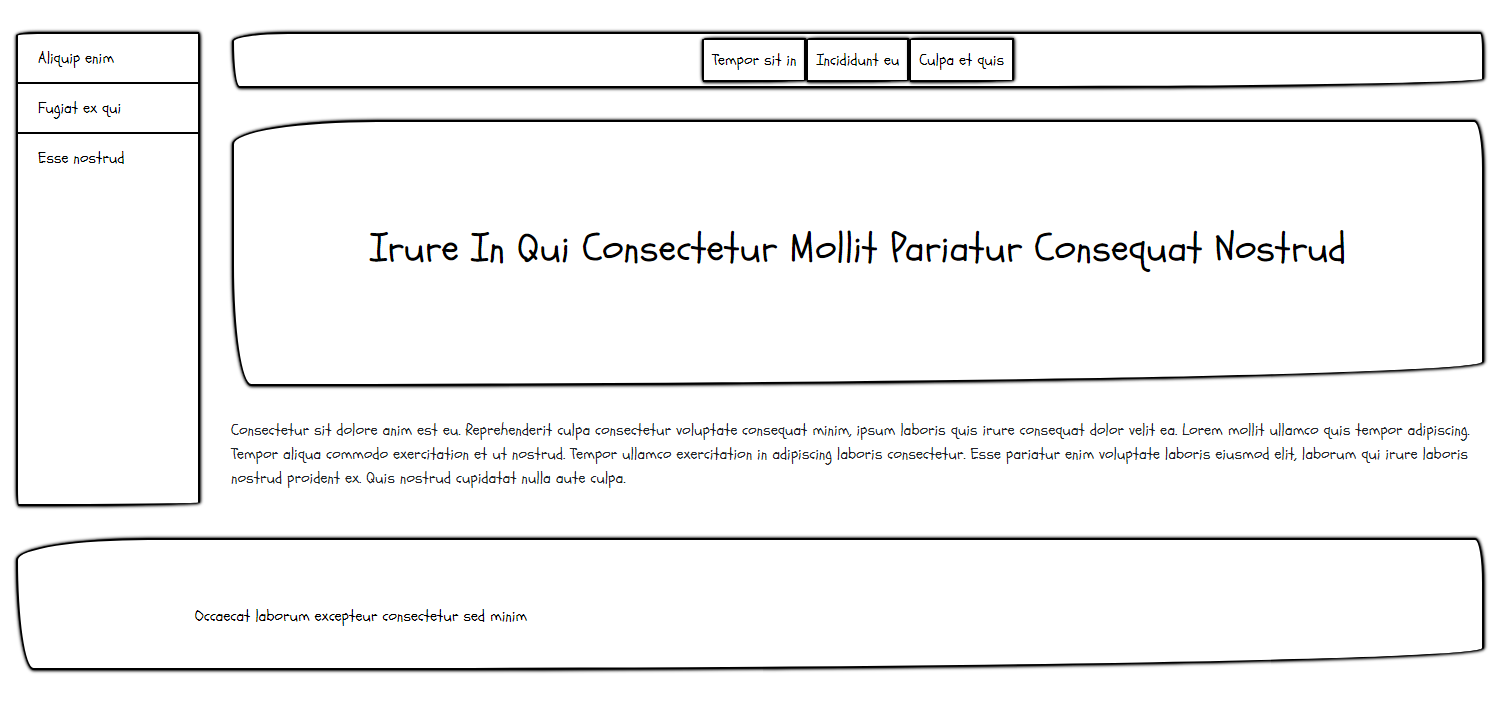 Aliquip enim
Fugiat ex qui
Esse nostrud
Tempor sit in
Incididunt eu
Culpa et quis
Irure In Qui Consectetur Mollit Pariatur Consequat Nostrud
Consectetur sit dolore anim est eu. Reprehenderit culpa consectetur voluptate consequat minim, ipsum laboris quis irure consequat dolor velit ea. Lorem mollit ullamco quis tempor adipiscing.
Tempor aliqua commodo exercitation et ut nostrud. Tempor ullamco exercitation in adipiscing laboris consectetur. Esse pariatur enim voluptate laboris eiusmod elit, laborum qui irure laboris
nostrud proident ex. Quis nostrud cupidatat nulla aute culpa.
Occaecat laborum excepteur consectetur sed minim